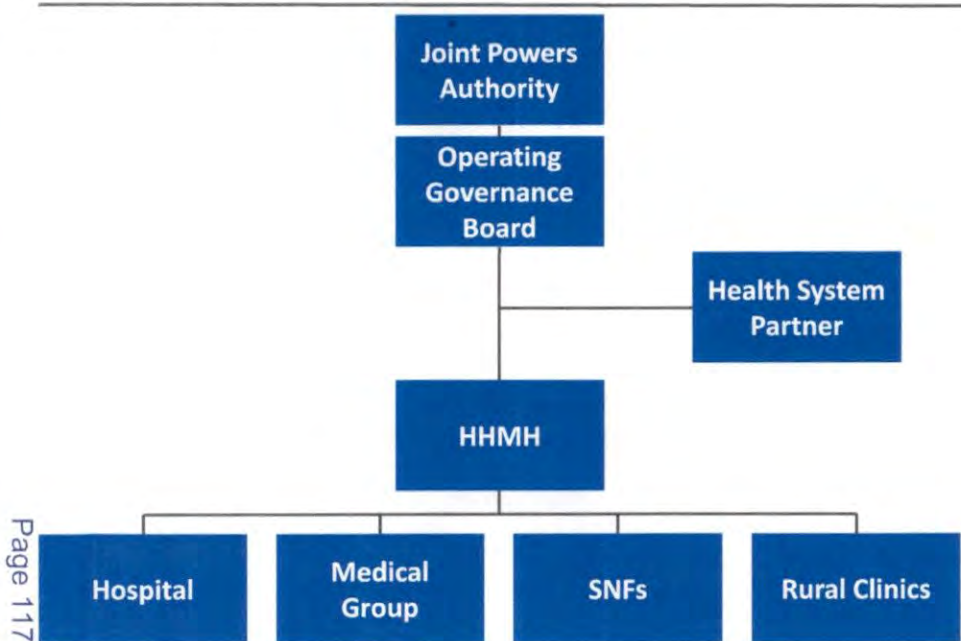 Joint Powers
Authority
Operating
Governance
Board
Health System
Partner
HHMH
Hospital
Medical
Group
SNFs
Rural Clinics
Page 117